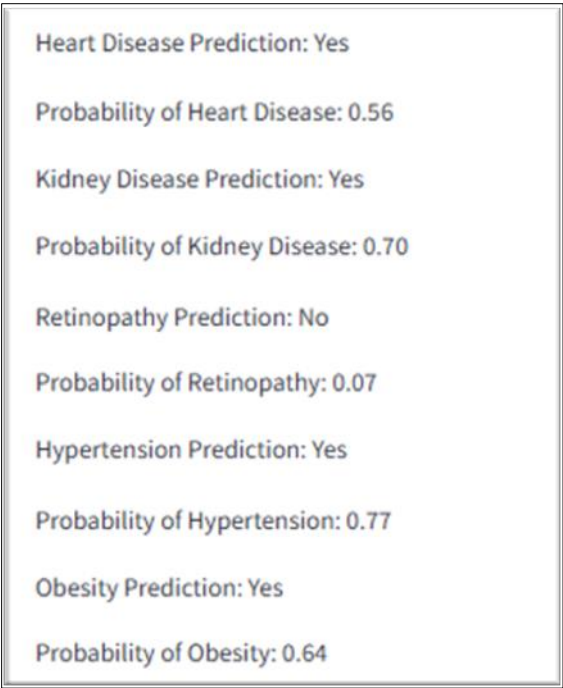 Heart Disease Prediction: Yes
Probability of Heart Disease: 0.56
Kidney Disease Prediction: Yes
Probability of Kidney Disease: 0.70
Retinopathy Prediction: No
Probability of Retinopathy: 0.07
Hypertension Prediction: Yes
Probability of Hypertension: 0.77
Obesity Prediction: Yes
Probability of Obesity: 0.64